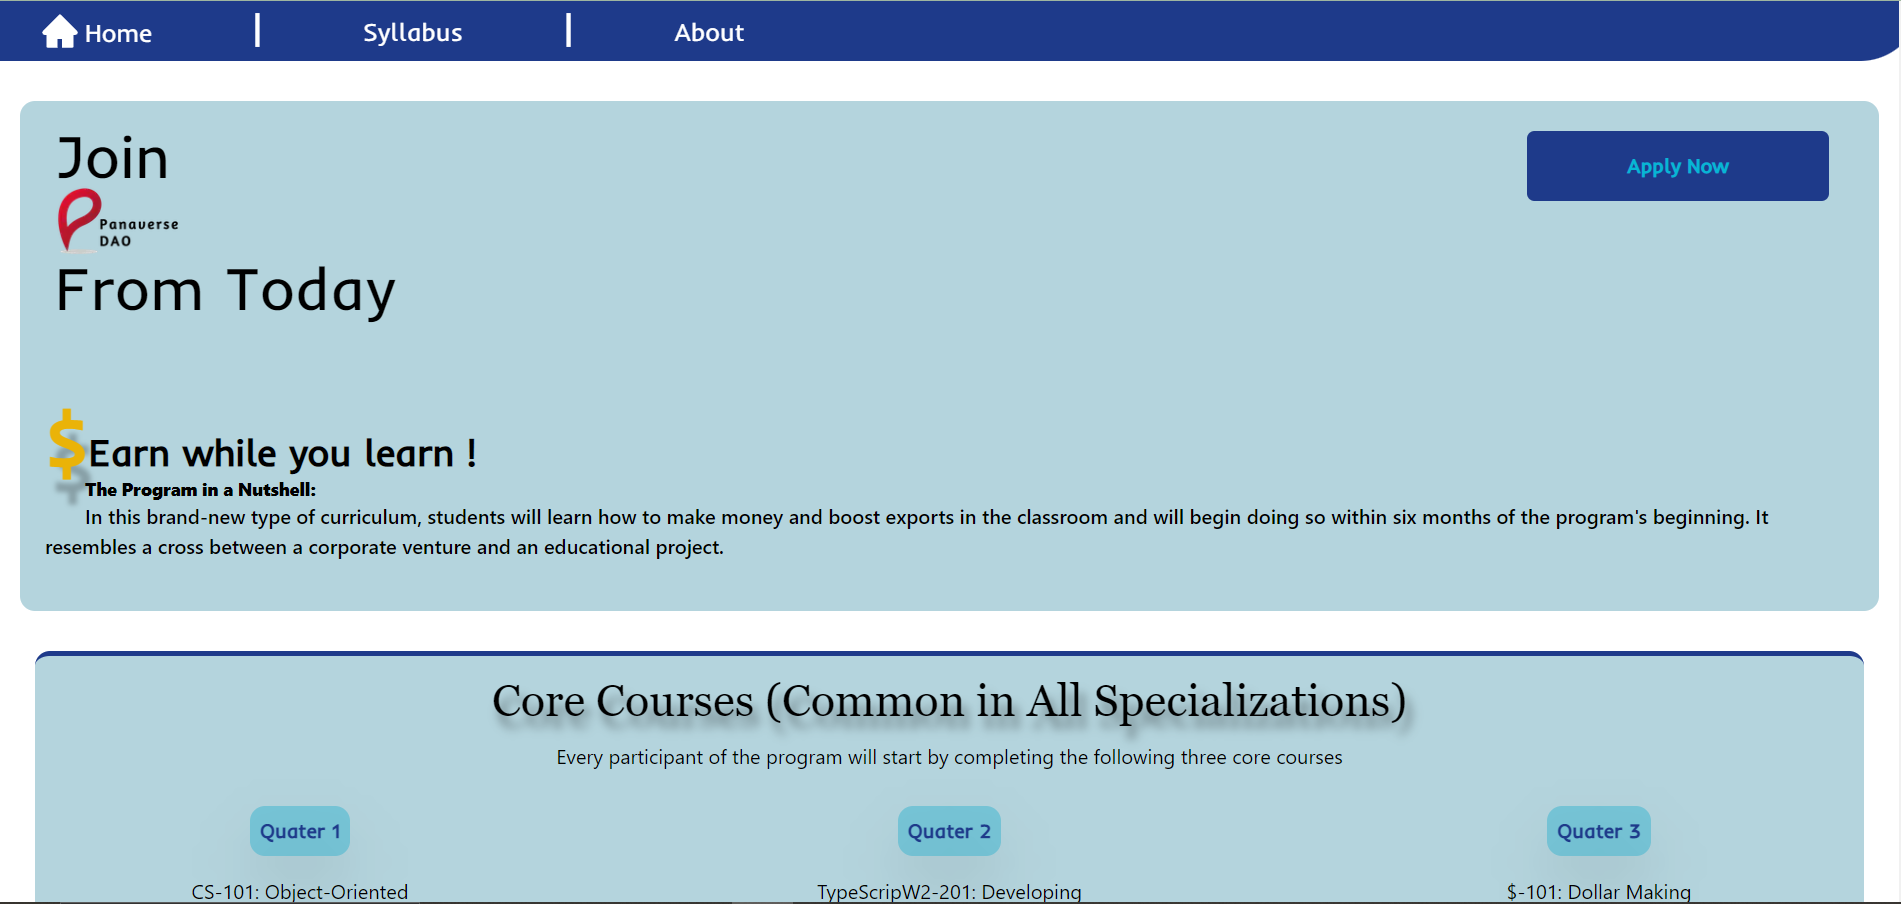 Home
Syllabus
About
Join
Apply Now
Panaverse
DAO
From Today
$Earn while you learn !
The Program in a Nutshell:
In this brand-new type of curriculum, students will learn how to make money and boost exports in the classroom and will begin doing so within six months of the program's beginning. It
resembles a cross between a corporate venture and an educational project.
Core Courses (Common in All Specializations)
Every participant of the program will start by completing the following three core courses
Quater 1
Quater 2
Quater 3
CS-101: Object-Oriented
TypeScripW2-201: Developing
$-101: Dollar Making